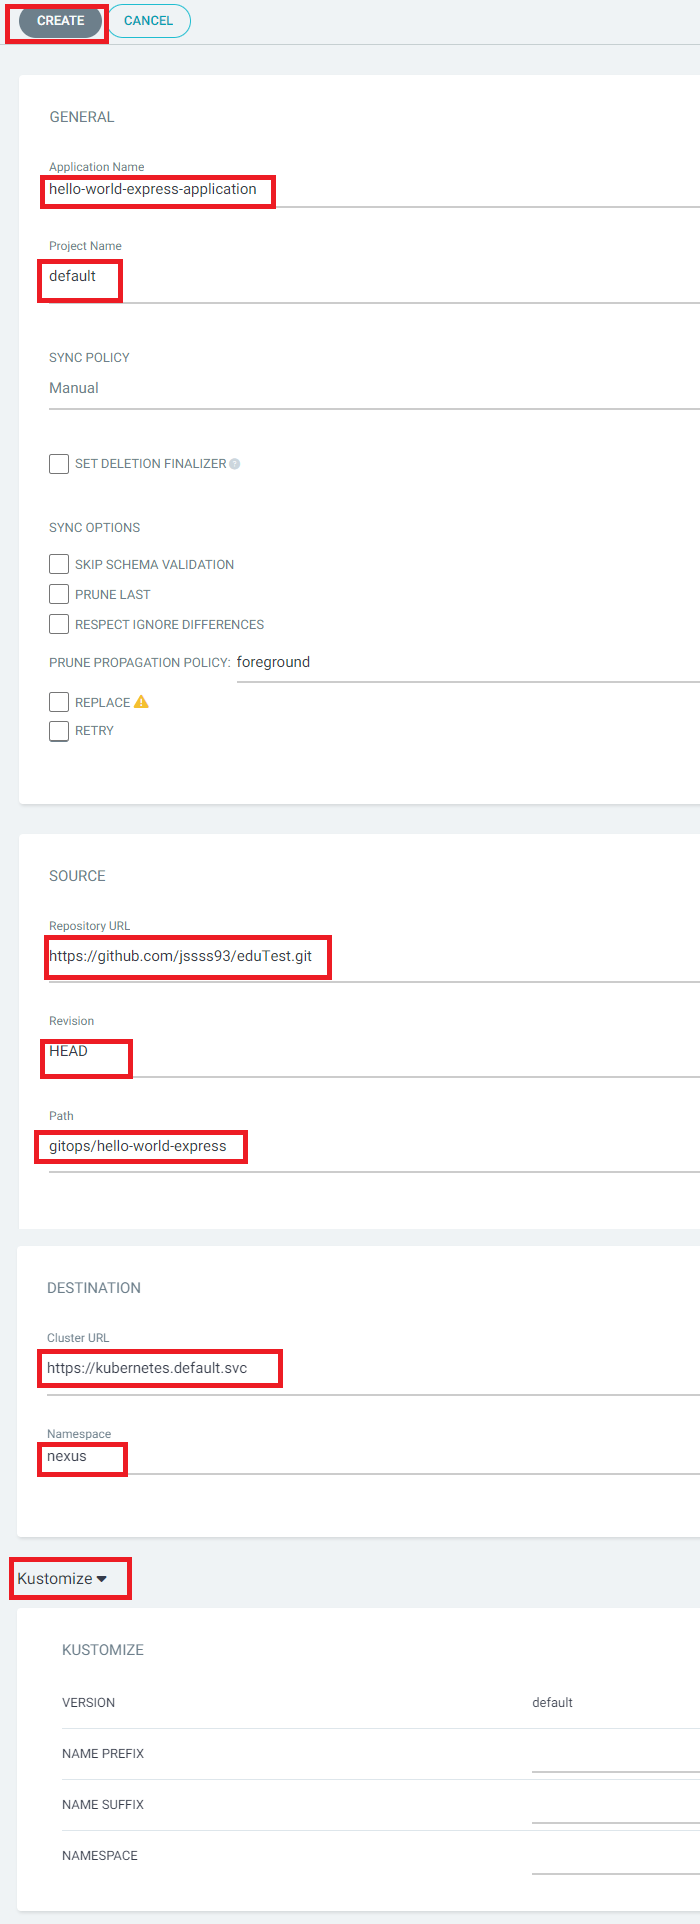 CREATE CANCEL
GENERAL
Application Name
hello-world-express-application
Project Name
default
SYNC POLICY
Manual
SET DELETION FINALIZER
SYNC OPTIONS
SKIP SCHEMA VALIDATION
PRUNE LAST
RESPECT IGNORE DIFFERENCES
PRUNE PROPAGATION POLICY: foreground
REPLACE
RETRY
SOURCE
Repository URL
https://github.com/jssss93/eduTest.git
Revision
HEAD
Path
gitops/hello-world-express
DESTINATION
Cluster URL
https://kubernetes.default.svc
Namespace
nexus
Kustomize
KUSTOMIZE
VERSION default
NAME PREFIX
NAME SUFFIX
NAMESPACE